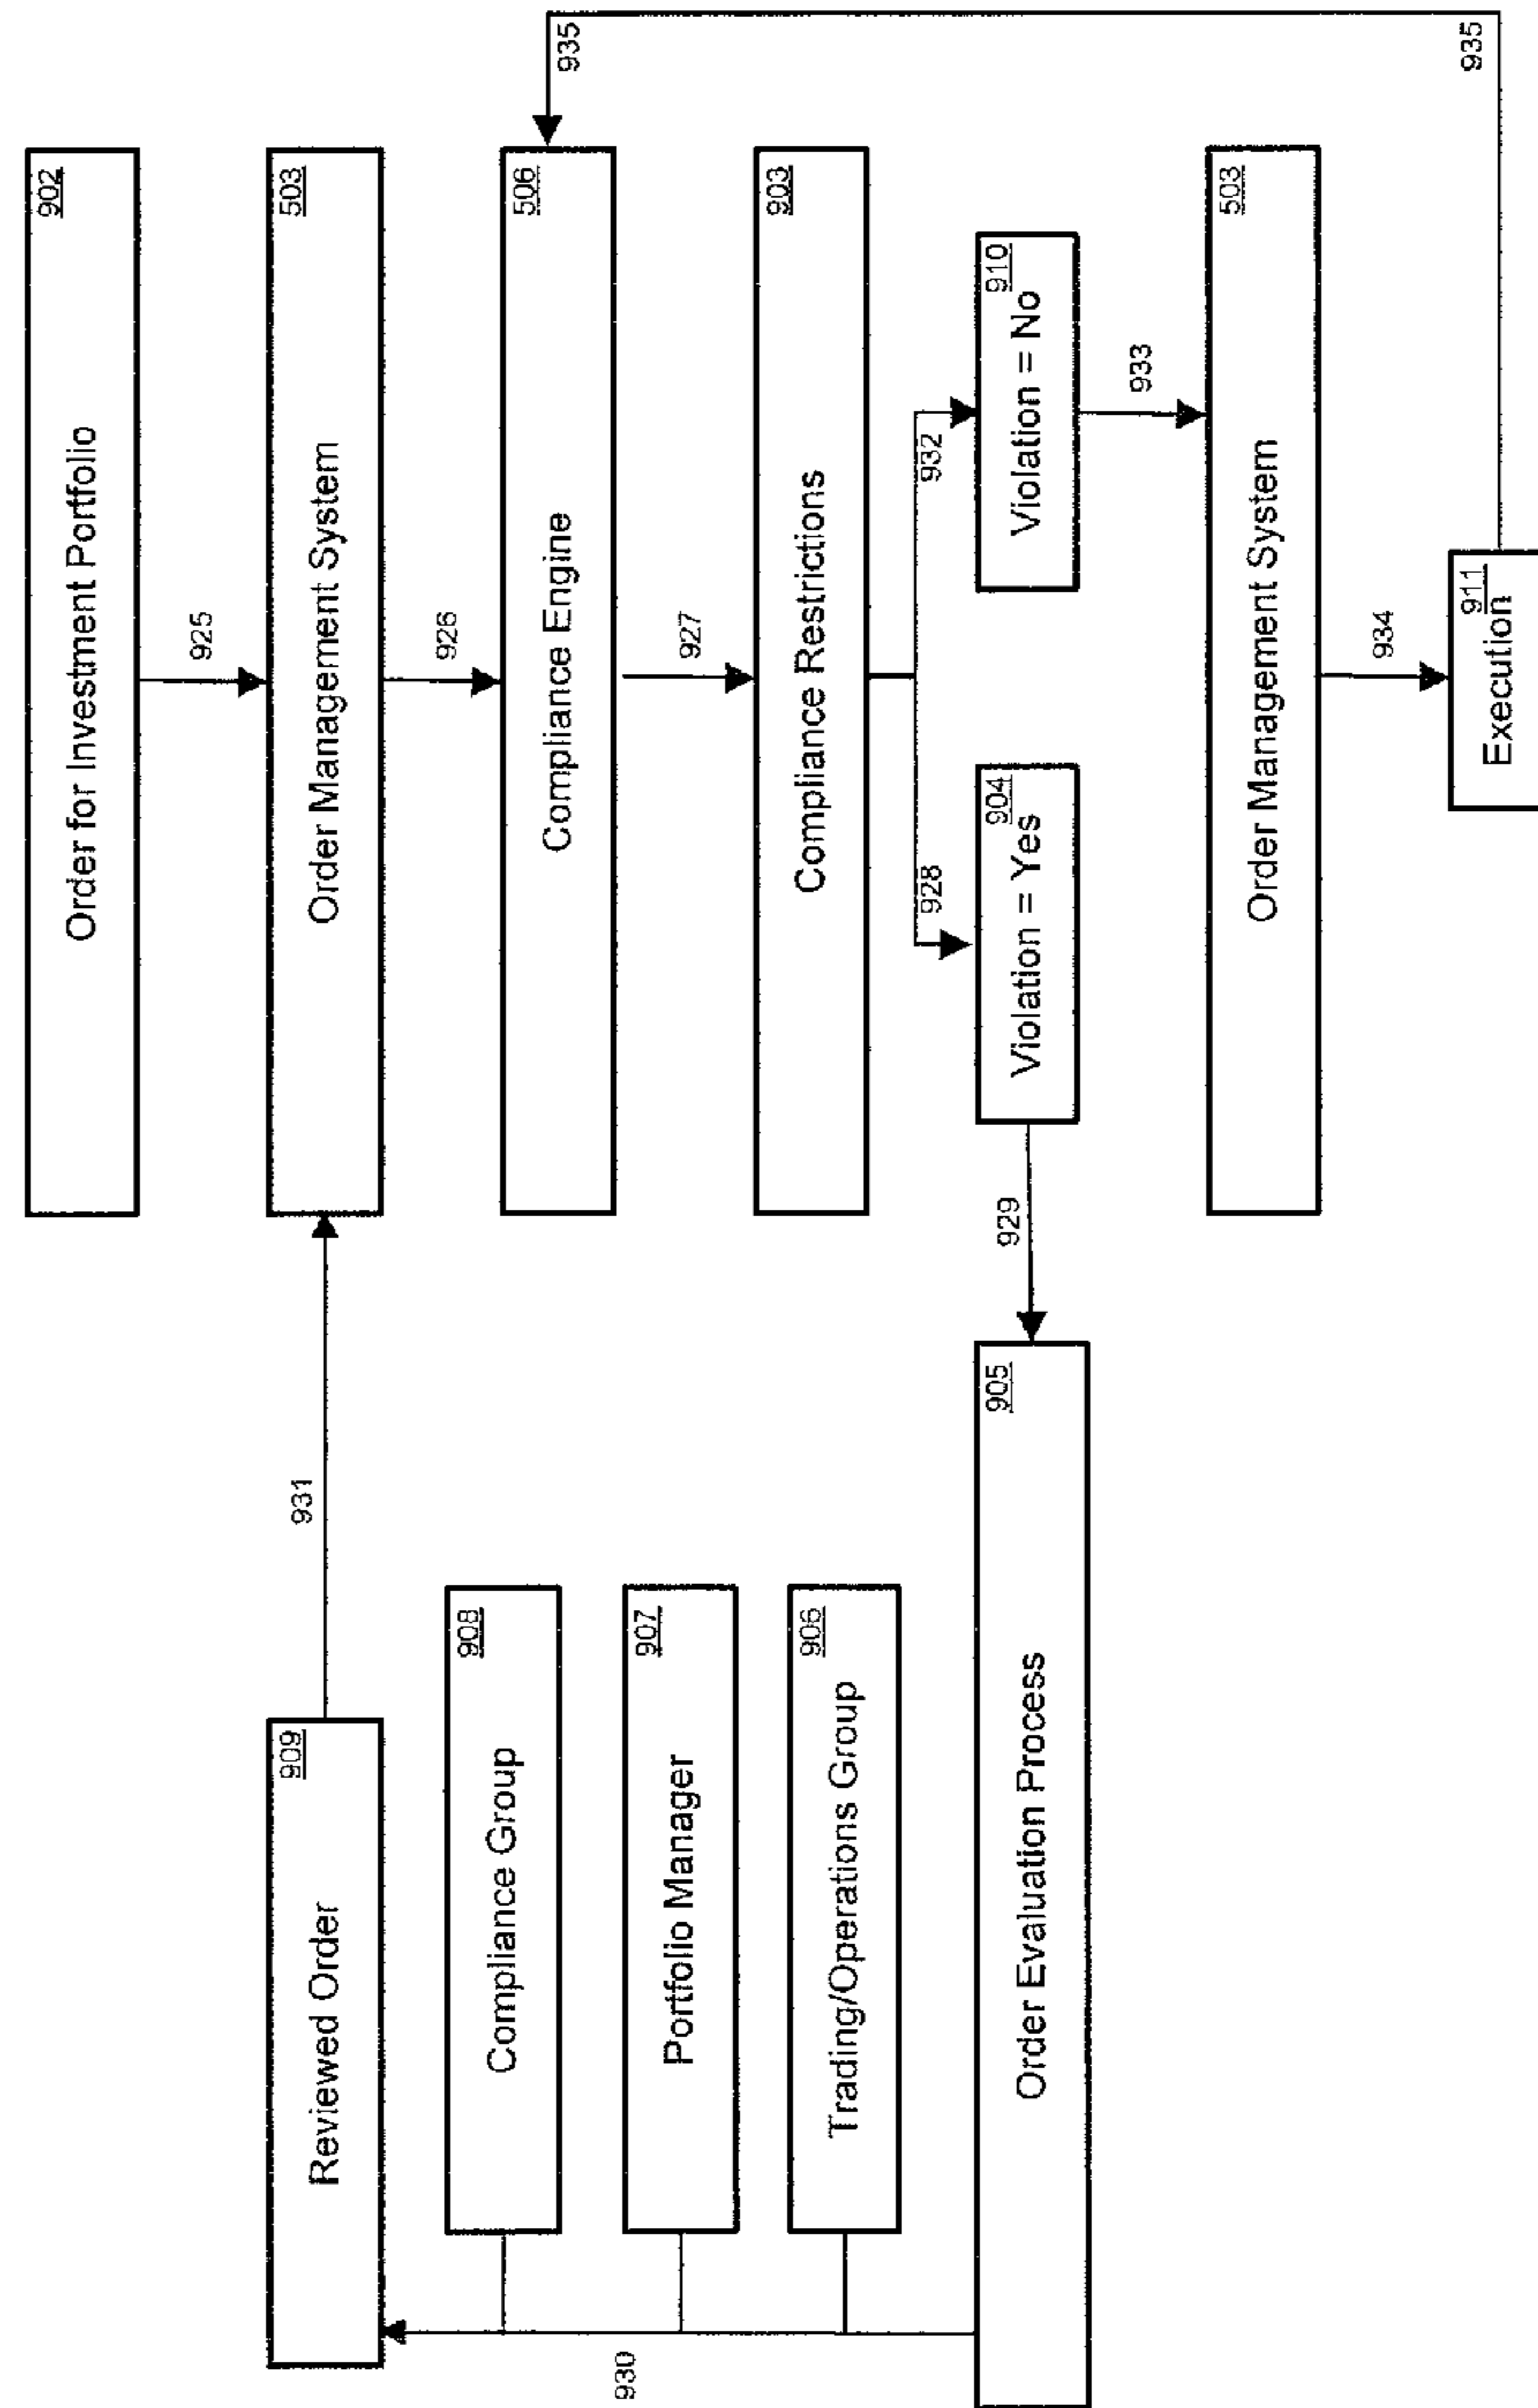 Order for Investment Portfolio
902
925
Order Management System
503
926
Compliance Engine
506
927
Compliance Restrictions
903
928
932
Violation = Yes
904
Violation = No
910
933
Order Management System
503
934
Execution
911
935
935
929
Order Evaluation Process
905
930
Trading/Operations Group
906
Portfolio Manager
907
Compliance Group
908
Reviewed Order
909
931